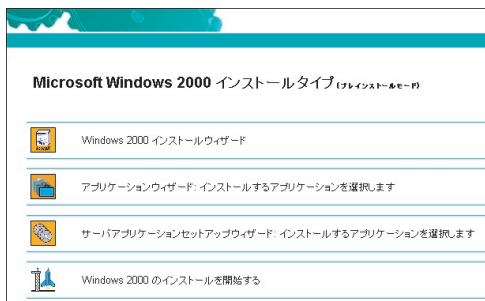 Microsoft Windows 2000 インストールタイプ (プレインストールモード)
Windows 2000 インストールウィザード
アプリケーションウィザード: インストールするアプリケーションを選択します
サーバアプリケーションセットアップウィザード: インストールするアプリケーションを選択します
Windows 2000 のインストールを開始する